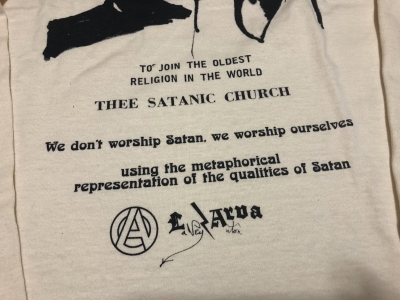 TO JOIN THE OLDEST
RELIGION IN THE WORLD
THEE SATANIC CHURCH
We don't worship Satan, we worship ourselves
using the metaphorical
representation of the qualities of Satan